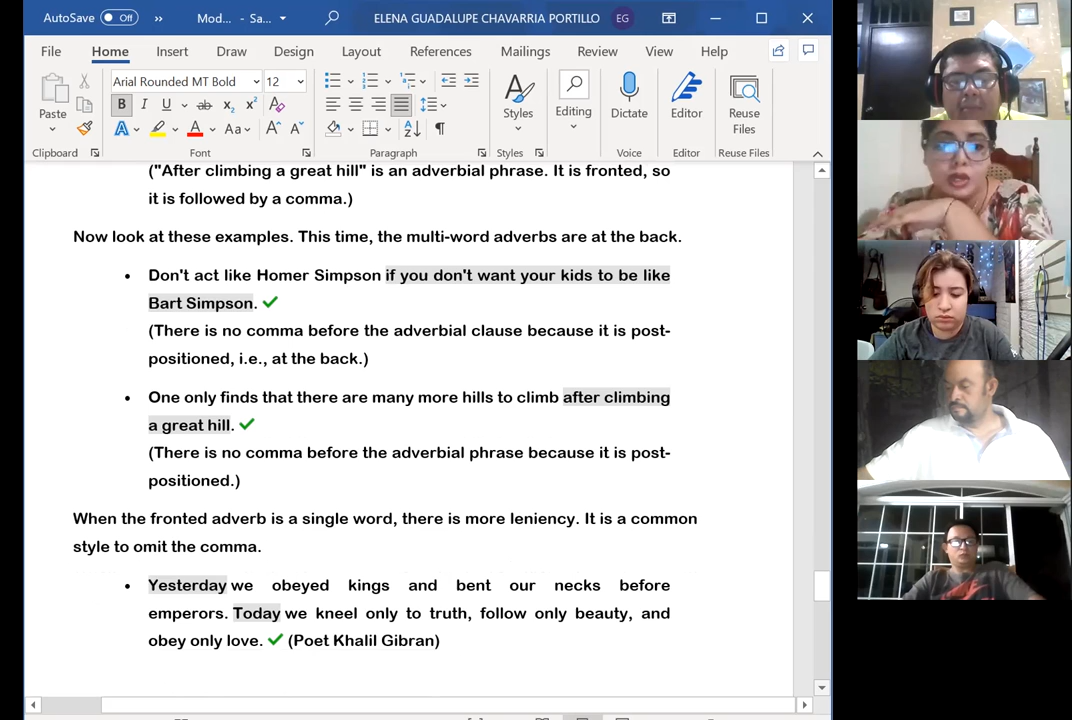 AutoSave Off Mod... - Sa... ELENA GUADALUPE CHAVARRIA PORTILLO EG
File Home Insert Draw Design Layout References Mailings Review View Help
Arial Rounded MT Bold 12
Paste Styles Editing Dictate Editor Reuse Files
Clipboard Font Paragraph Styles Voice Editor Reuse Files
("After climbing a great hill" is an adverbial phrase. It is fronted, so
it is followed by a comma.)
Now look at these examples. This time, the multi-word adverbs are at the back.
• Don't act like Homer Simpson if you don't want your kids to be like
Bart Simpson. ✓
(There is no comma before the adverbial clause because it is post-
positioned, i.e., at the back.)
• One only finds that there are many more hills to climb after climbing
a great hill. ✓
(There is no comma before the adverbial phrase because it is post-
positioned.)
When the fronted adverb is a single word, there is more leniency. It is a common
style to omit the comma.
• Yesterday we obeyed kings and bent our necks before
emperors. Today we kneel only to truth, follow only beauty, and
obey only love. ✓ (Poet Khalil Gibran)